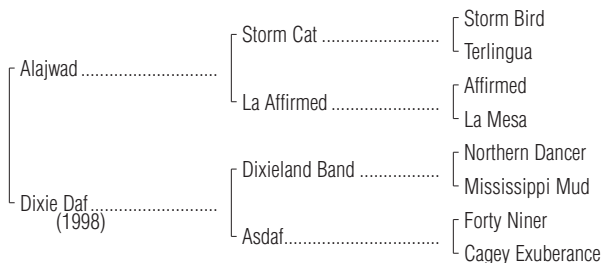 Storm Bird
Storm Cat ........................
Terlingua
Alajwad ............................
Affirmed
La Affirmed ......................
La Mesa
Northern Dancer
Dixieland Band ................
Mississippi Mud
Dixie Daf..........................
(1998)
Forty Niner
Asdaf................................
Cagey Exuberance